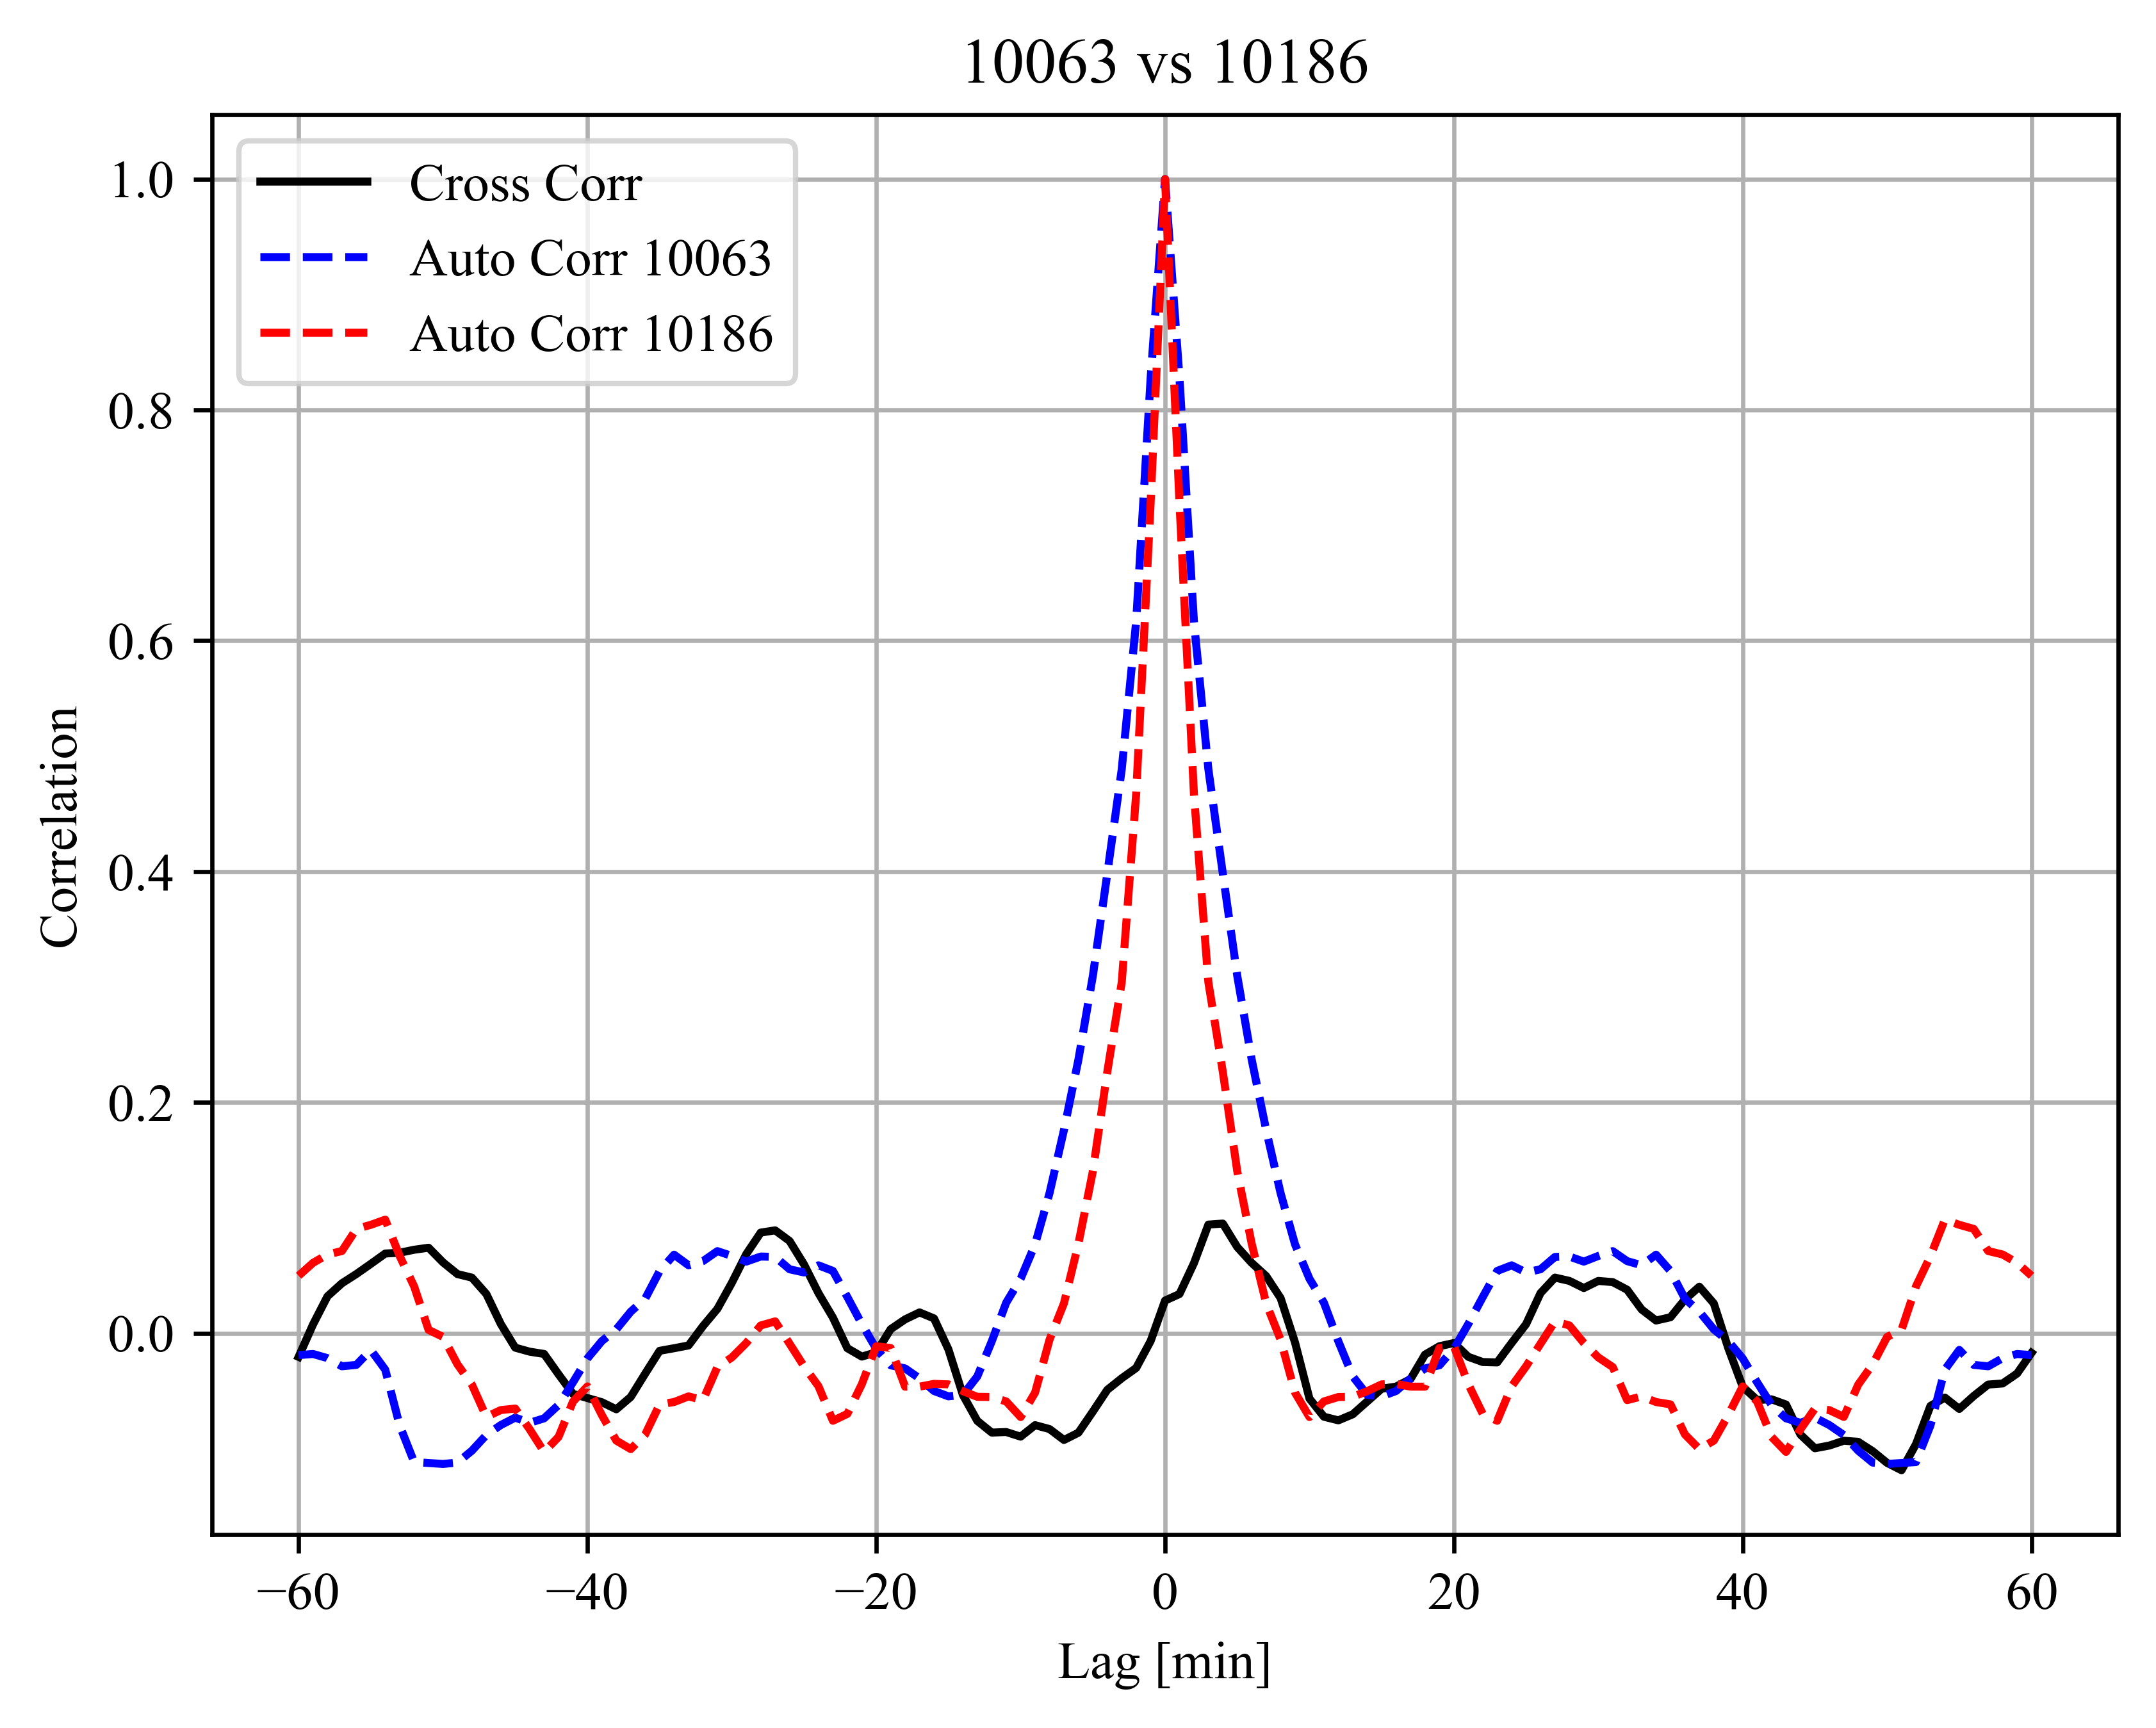 10063 vs 10186
Cross Corr
Auto Corr 10063
Auto Corr 10186
1.0
0.8
0.6
0.4
0.2
0.0
Correlation
−60 −40 −20 0 20 40 60
Lag [min]